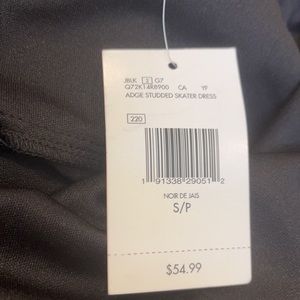 JBLK 2 G7
Q72K14R8900 CA YF
ADGE STUDDED SKATER DRESS
220
1 91338 29051 2
NOIR DE JAIS
S/P
$54.99